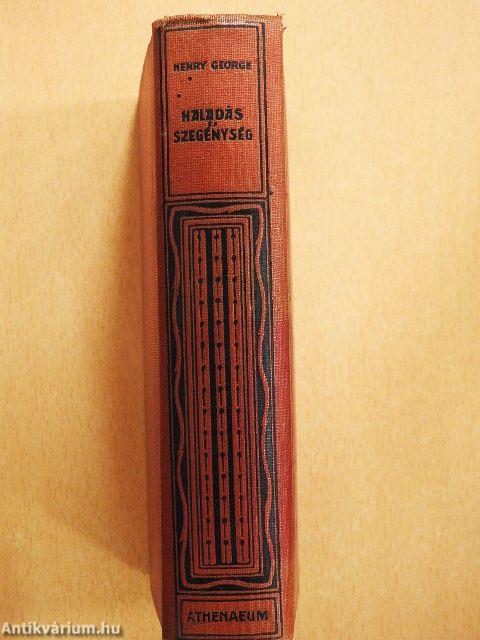 HENRY GEORGE
HALADÁS
ÉS
SZEGÉNYSÉG
ATHENAEUM
Antikvárium.hu